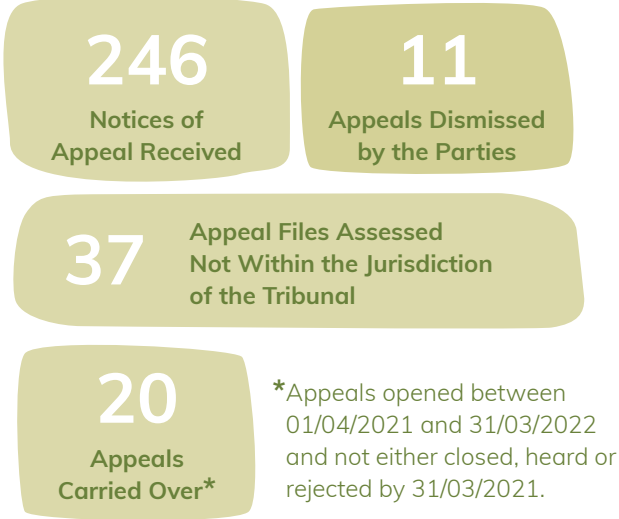 246
Notices of
Appeal Received
11
Appeals Dismissed
by the Parties
37
Appeal Files Assessed
Not Within the Jurisdiction
of the Tribunal
20
Appeals
Carried Over*
*Appeals opened between
01/04/2021 and 31/03/2022
and not either closed, heard or
rejected by 31/03/2021.